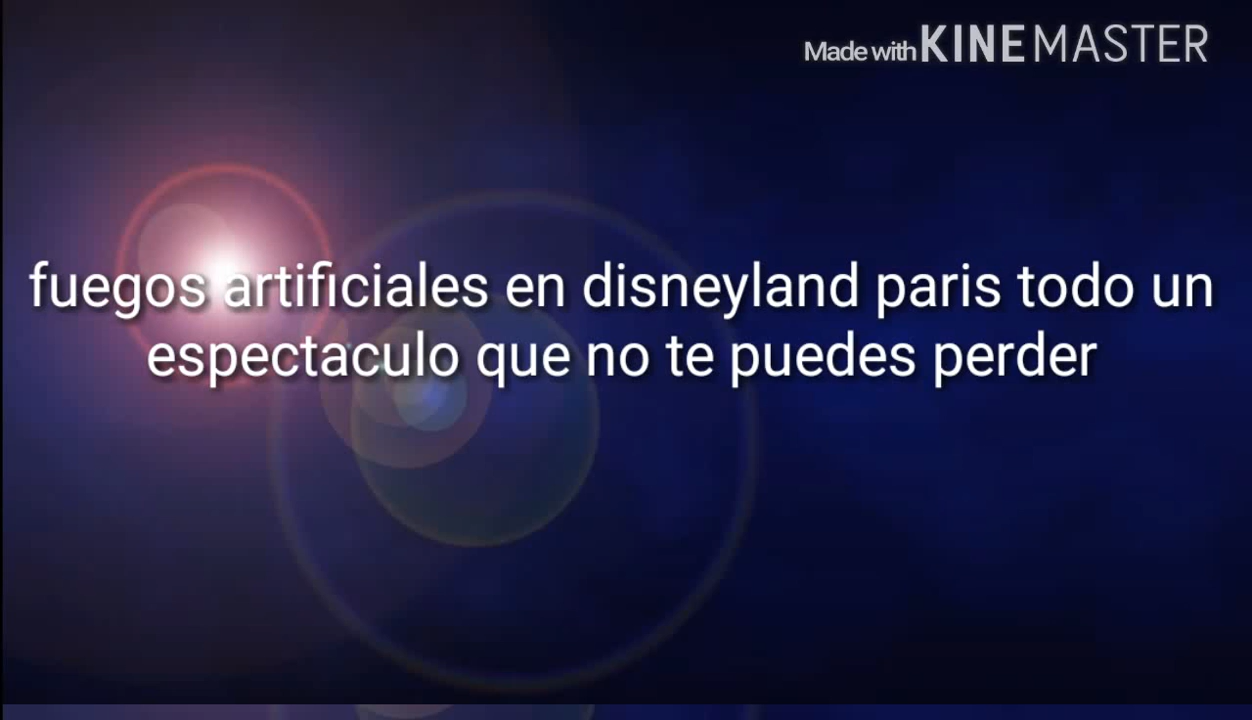 Made with KINEMASTER
fuegos artificiales en disneyland paris todo un
espectaculo que no te puedes perder